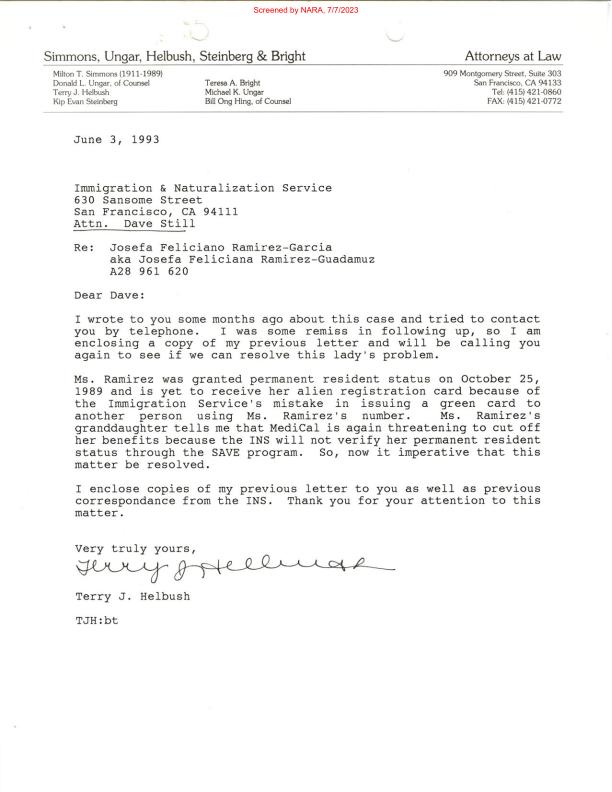 Screened by NARA, 7/7/2023
Simmons, Ungar, Helbush, Steinberg & Bright
Attorneys at Law
Milton T. Simmons (1911-1989)
Donald L. Ungar, of Counsel
Terry J. Helbush
Kip Evan Steinberg
Teresa A. Bright
Michael K. Ungar
Bill Ong Hing, of Counsel
909 Montgomery Street, Suite 303
San Francisco, CA 94133
Tel: (415) 421-0860
FAX: (415) 421-0772
June 3, 1993
Immigration & Naturalization Service
630 Sansome Street
San Francisco, CA 94111
Attn. Dave Still
Re: Josefa Feliciano Ramirez-Garcia
aka Josefa Feliciana Ramirez-Guadamuz
A28 961 620
Dear Dave:
I wrote to you some months ago about this case and tried to contact
you by telephone. I was some remiss in following up, so I am
enclosing a copy of my previous letter and will be calling you
again to see if we can resolve this lady's problem.
Ms. Ramirez was granted permanent resident status on October 25,
1989 and is yet to receive her alien registration card because of
the Immigration Service's mistake in issuing a green card to
another person using Ms. Ramirez's number. Ms. Ramirez's
granddaughter tells me that MediCal is again threatening to cut off
her benefits because the INS will not verify her permanent resident
status through the SAVE program. So, now it imperative that this
matter be resolved.
I enclose copies of my previous letter to you as well as previous
correspondance from the INS. Thank you for your attention to this
matter.
Very truly yours,
Terry J Helbush
Terry J. Helbush
TJH:bt